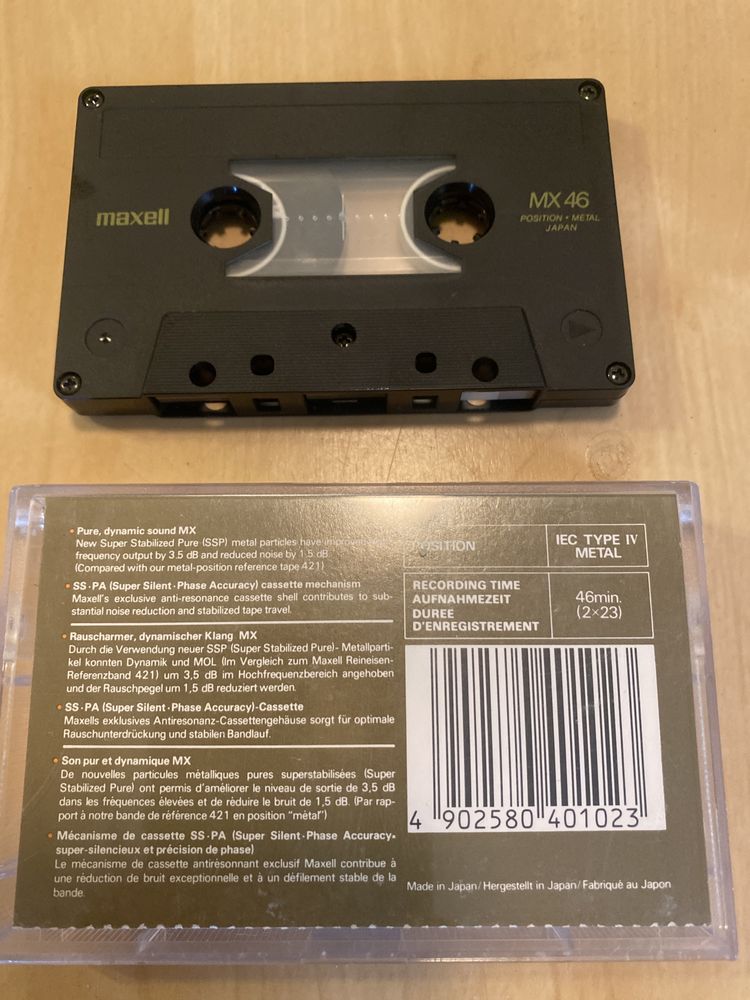 maxell
MX 46
POSITION • METAL
JAPAN
• Pure, dynamic sound MX
New Super Stabilized Pure (SSP) metal particles have
frequency output by 3.5 dB and reduced noise by 1.5 dB.
(Compared with our metal-position reference tape 421)
• SS·PA (Super Silent·Phase Accuracy) cassette mechanism
Maxell's exclusive anti-resonance cassette shell contributes to sub-
stantial noise reduction and stabilized tape travel.
• Rauscharmer, dynamischer Klang MX
Durch die Verwendung neuer SSP (Super Stabilized Pure)- Metallparti-
kel konnten Dynamik und MOL (Im Vergleich zum Maxell Reineisen-
Referenzband 421) um 3,5 dB im Hochfrequenzbereich angehoben
und der Rauschpegel um 1,5 dB reduziert werden.
• SS·PA (Super Silent·Phase Accuracy)-Cassette
Maxells exklusives Antiresonanz-Cassettengehäuse sorgt für optimale
Rauschunterdrückung und stabilen Bandlauf.
• Son pur et dynamique MX
De nouvelles particules métalliques pures superstabilisées (Super
Stabilized Pure) ont permis d'améliorer le niveau de sortie de 3,5 dB
dans les fréquences élevées et de réduire le bruit de 1,5 dB. (Par rap-
port à notre bande de référence 421 en position "métal")
• Mécanisme de cassette SS·PA (Super Silent·Phase Accuracy·
super-silencieux et précision de phase)
Le mécanisme de cassette antirésonnant exclusif Maxell contribue à
une réduction de bruit exceptionnelle et à un défilement stable de la
bande.
POSITION
IEC TYPE IV
METAL
RECORDING TIME
AUFNAHMEZEIT
DUREE
D'ENREGISTREMENT
46min.
(2×23)
4 902580 401023
Made in Japan/Hergestellt in Japan/Fabriqué au Japon